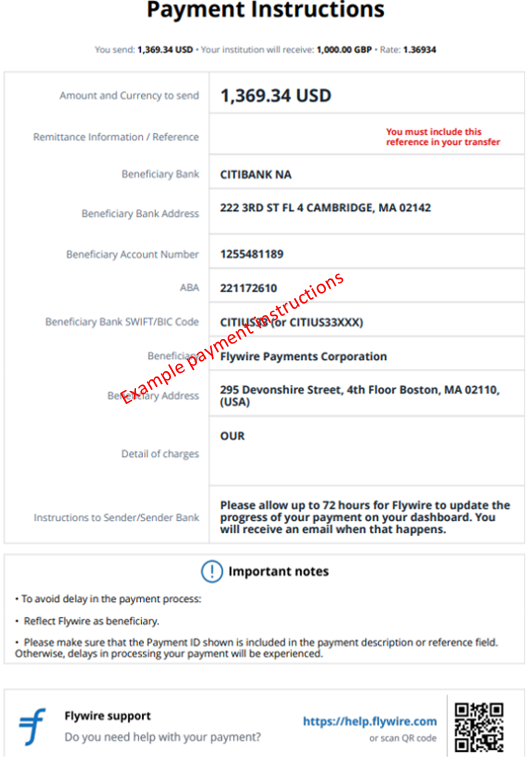 Payment Instructions
You send: 1,369.34 USD • Your institution will receive: 1,000.00 GBP • Rate: 1.36934
Amount and Currency to send
1,369.34 USD
Remittance Information / Reference
You must include this
reference in your transfer
Beneficiary Bank
CITIBANK NA
Beneficiary Bank Address
222 3RD ST FL 4 CAMBRIDGE, MA 02142
Beneficiary Account Number
1255481189
ABA
221172610
Beneficiary Bank SWIFT/BIC Code
CITIUS33 (or CITIUS33XXX)
Beneficiary
Flywire Payments Corporation
Beneficiary Address
295 Devonshire Street, 4th Floor Boston, MA 02110,
(USA)
Detail of charges
OUR
Instructions to Sender/Sender Bank
Please allow up to 72 hours for Flywire to update the
progress of your payment on your dashboard. You
will receive an email when that happens.
Example payment instructions
Important notes
• To avoid delay in the payment process:
• Reflect Flywire as beneficiary.
• Please make sure that the Payment ID shown is included in the payment description or reference field.
Otherwise, delays in processing your payment will be experienced.
Flywire support
Do you need help with your payment?
https://help.flywire.com
or scan QR code